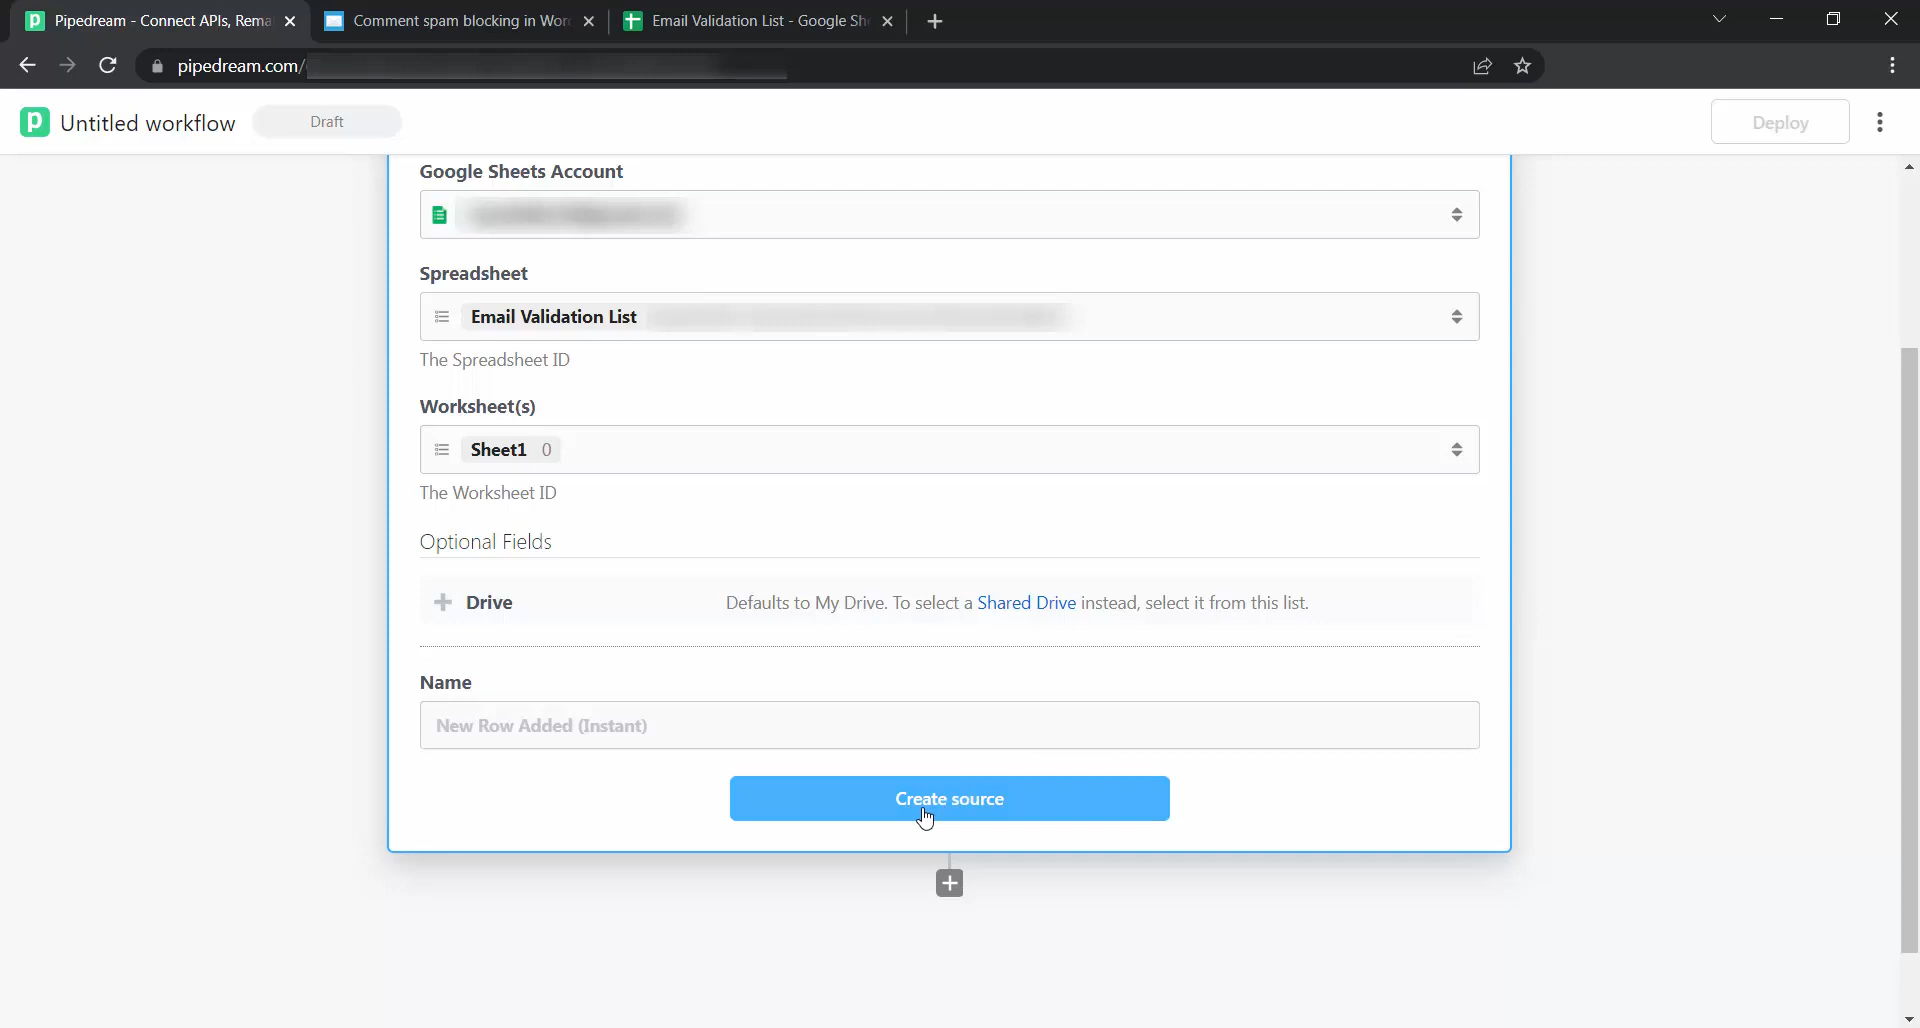 Pipedream - Connect APIs, Rema
Comment spam blocking in Wor
Email Validation List - Google Sh
pipedream.com/
Untitled workflow
Draft
Deploy
Google Sheets Account
Spreadsheet
Email Validation List
The Spreadsheet ID
Worksheet(s)
Sheet1 0
The Worksheet ID
Optional Fields
Drive
Defaults to My Drive. To select a Shared Drive instead, select it from this list.
Name
New Row Added (Instant)
Create source